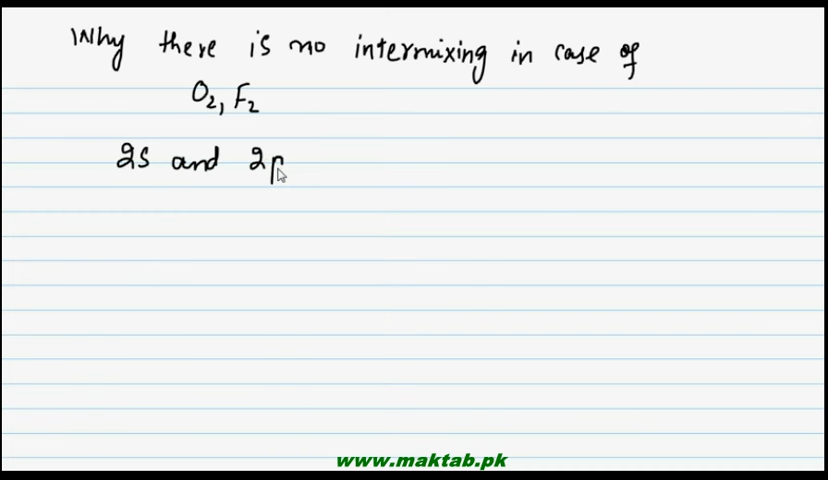 Why there is no intermixing in case of
O₂, F₂
2s and 2p
www.maktab.pk